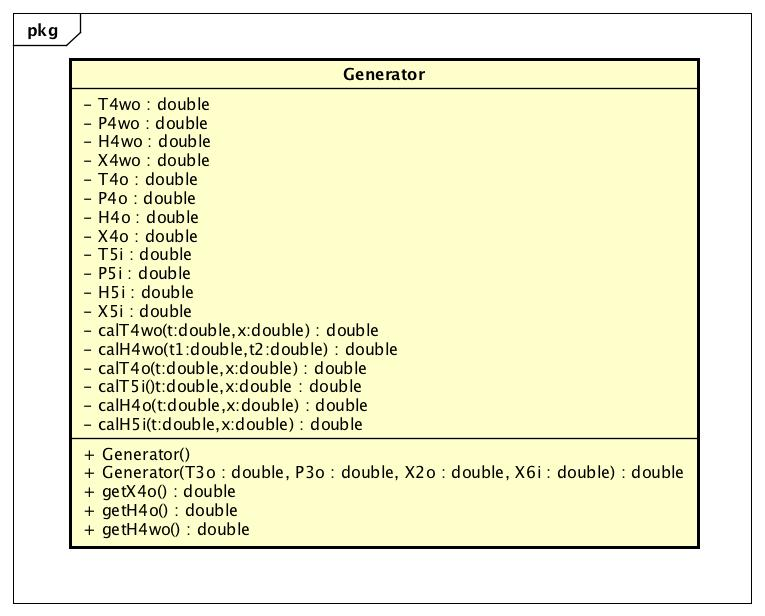 pkg
Generator
- T4wo : double
- P4wo : double
- H4wo : double
- X4wo : double
- T4o : double
- P4o : double
- H4o : double
- X4o : double
- T5i : double
- P5i : double
- H5i : double
- X5i : double
- calT4wo(t:double,x:double) : double
- calH4wo(t1:double,t2:double) : double
- calT4o(t:double,x:double) : double
- calT5i()t:double,x:double : double
- calH4o(t:double,x:double) : double
- calH5i(t:double,x:double) : double
+ Generator()
+ Generator(T3o : double, P3o : double, X2o : double, X6i : double) : double
+ getX4o() : double
+ getH4o() : double
+ getH4wo() : double